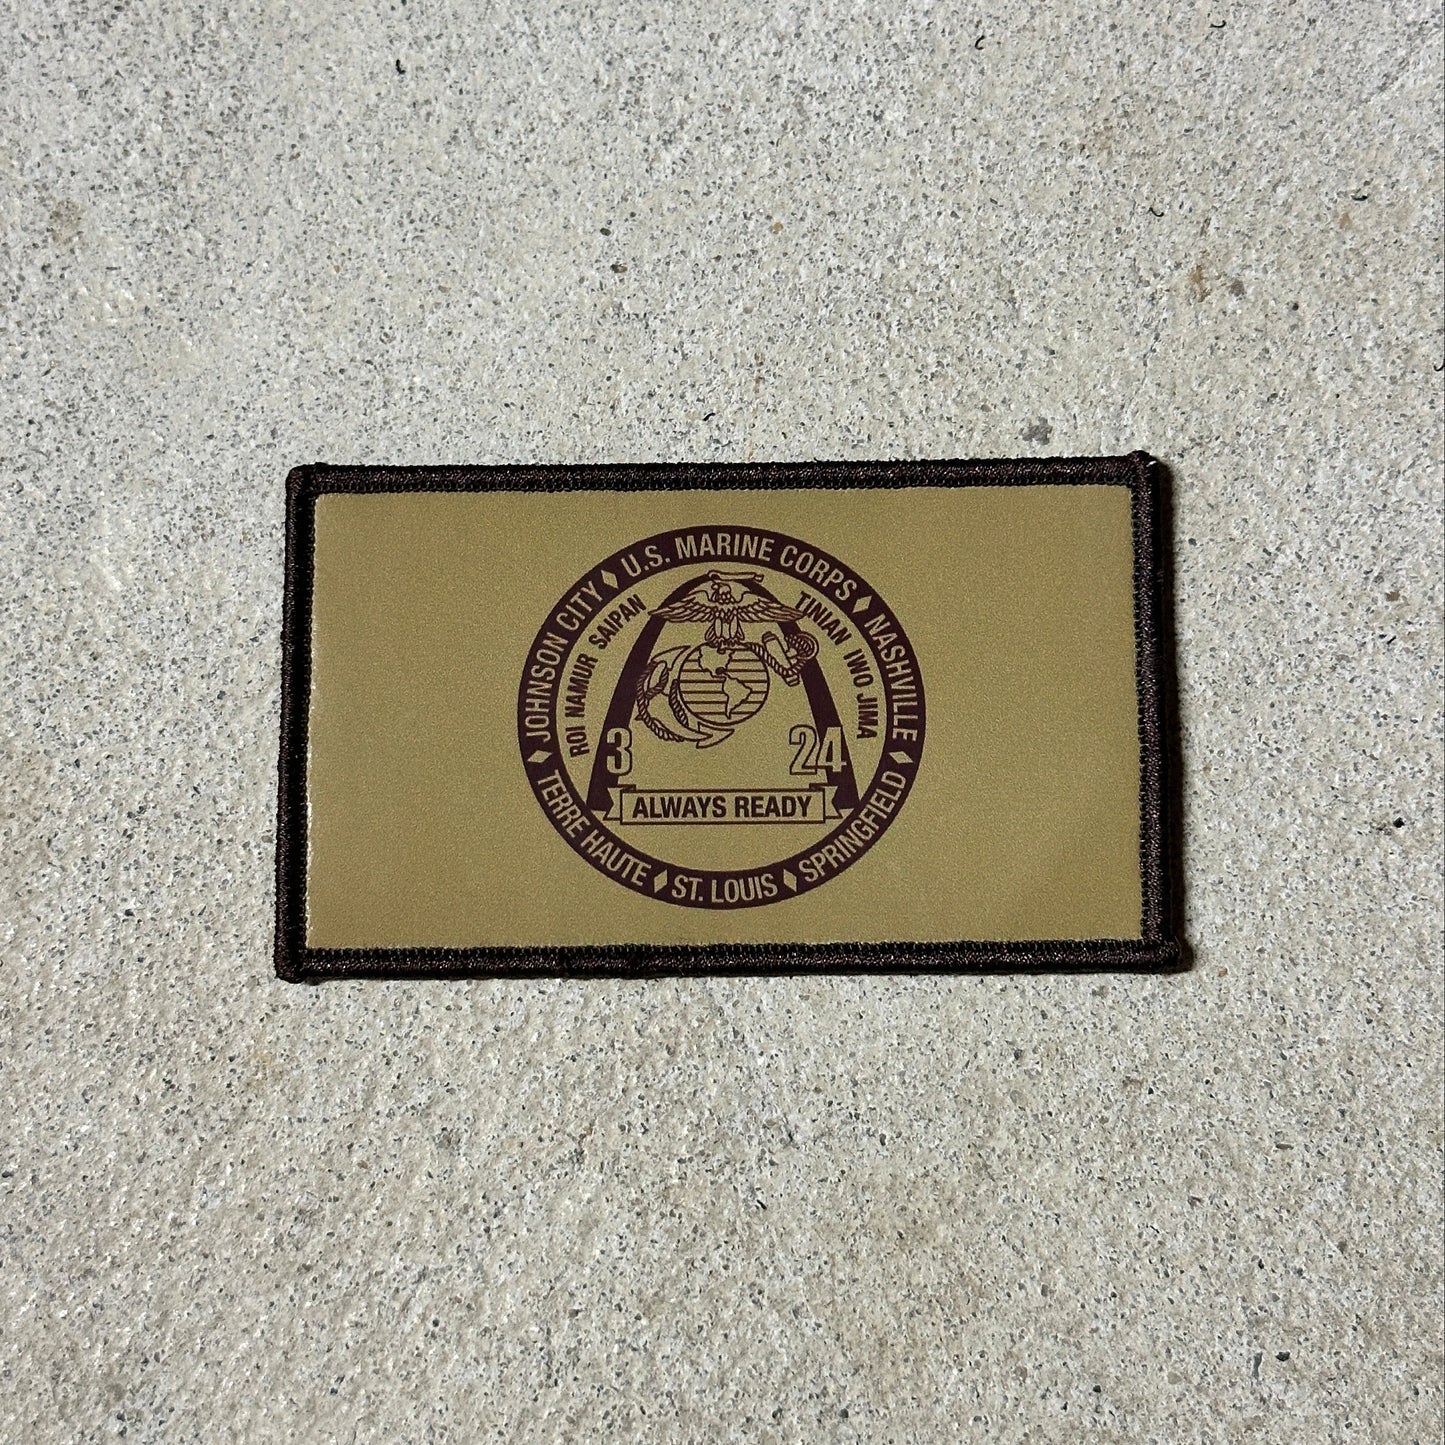 U.S. MARINE CORPS ♦ NASHVILLE ♦ SPRINGFIELD ♦ ST. LOUIS ♦ TERRE HAUTE ♦ JOHNSON CITY ♦
ROI NAMUR SAIPAN
TINIAN IWO JIMA
3 24
ALWAYS READY